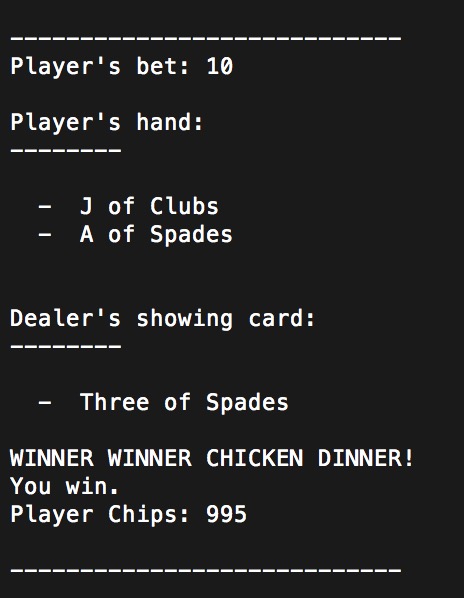 ------------------------------
Player's bet: 10
Player's hand:
--------
- J of Clubs
- A of Spades
Dealer's showing card:
--------
- Three of Spades
WINNER WINNER CHICKEN DINNER!
You win.
Player Chips: 995
------------------------------